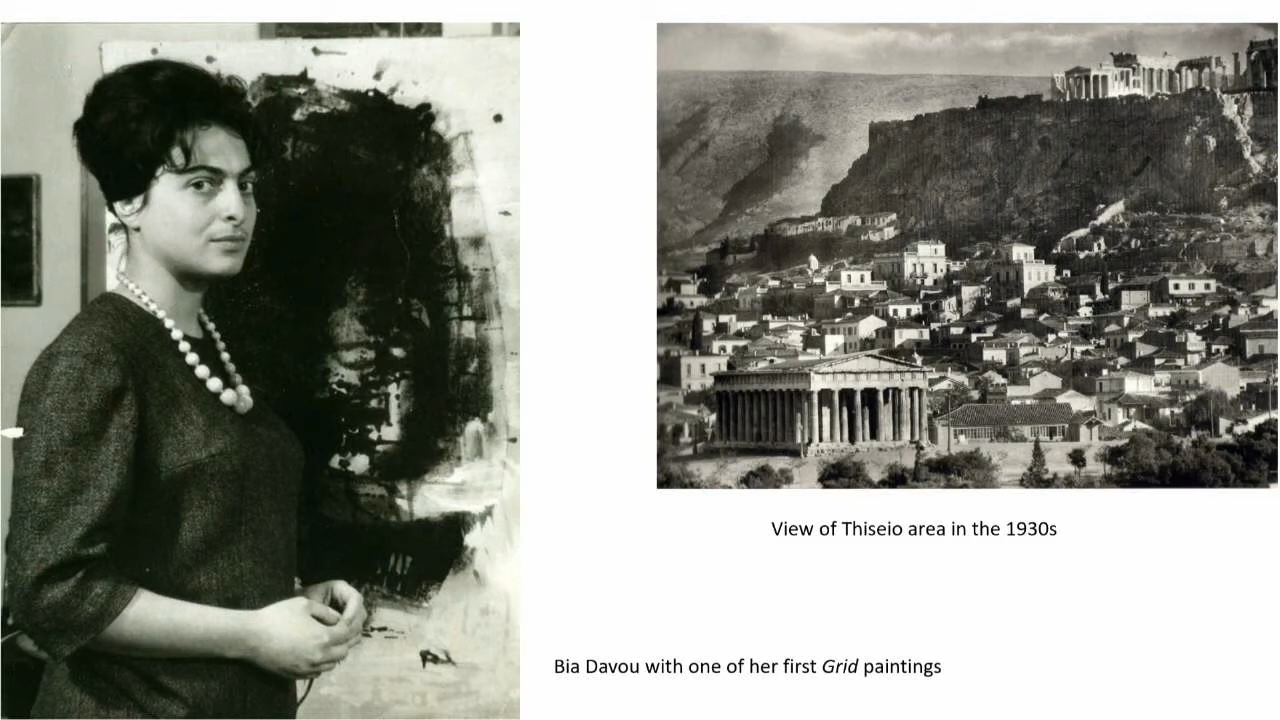 View of Thiseio area in the 1930s
Bia Davou with one of her first Grid paintings